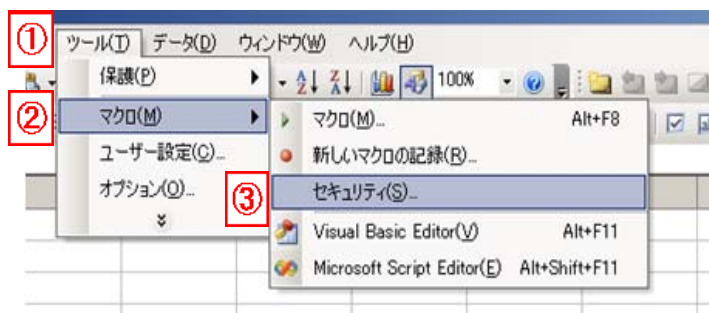 ① ツール(T) データ(D) ウィンドウ(W) ヘルプ(H)
保護(P)
100%
② マクロ(M)
マクロ(M)... Alt+F8
ユーザー設定(C)...
新しいマクロの記録(R)...
オプション(O)...
③ セキュリティ(S)...
Visual Basic Editor(V) Alt+F11
Microsoft Script Editor(E) Alt+Shift+F11